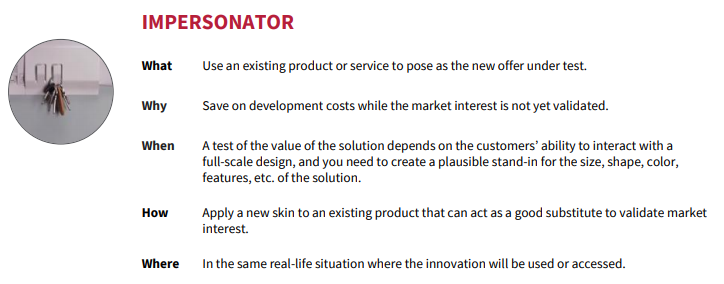 IMPERSONATOR
What Use an existing product or service to pose as the new offer under test.
Why Save on development costs while the market interest is not yet validated.
When A test of the value of the solution depends on the customers’ ability to interact with a
full-scale design, and you need to create a plausible stand-in for the size, shape, color,
features, etc. of the solution.
How Apply a new skin to an existing product that can act as a good substitute to validate market
interest.
Where In the same real-life situation where the innovation will be used or accessed.